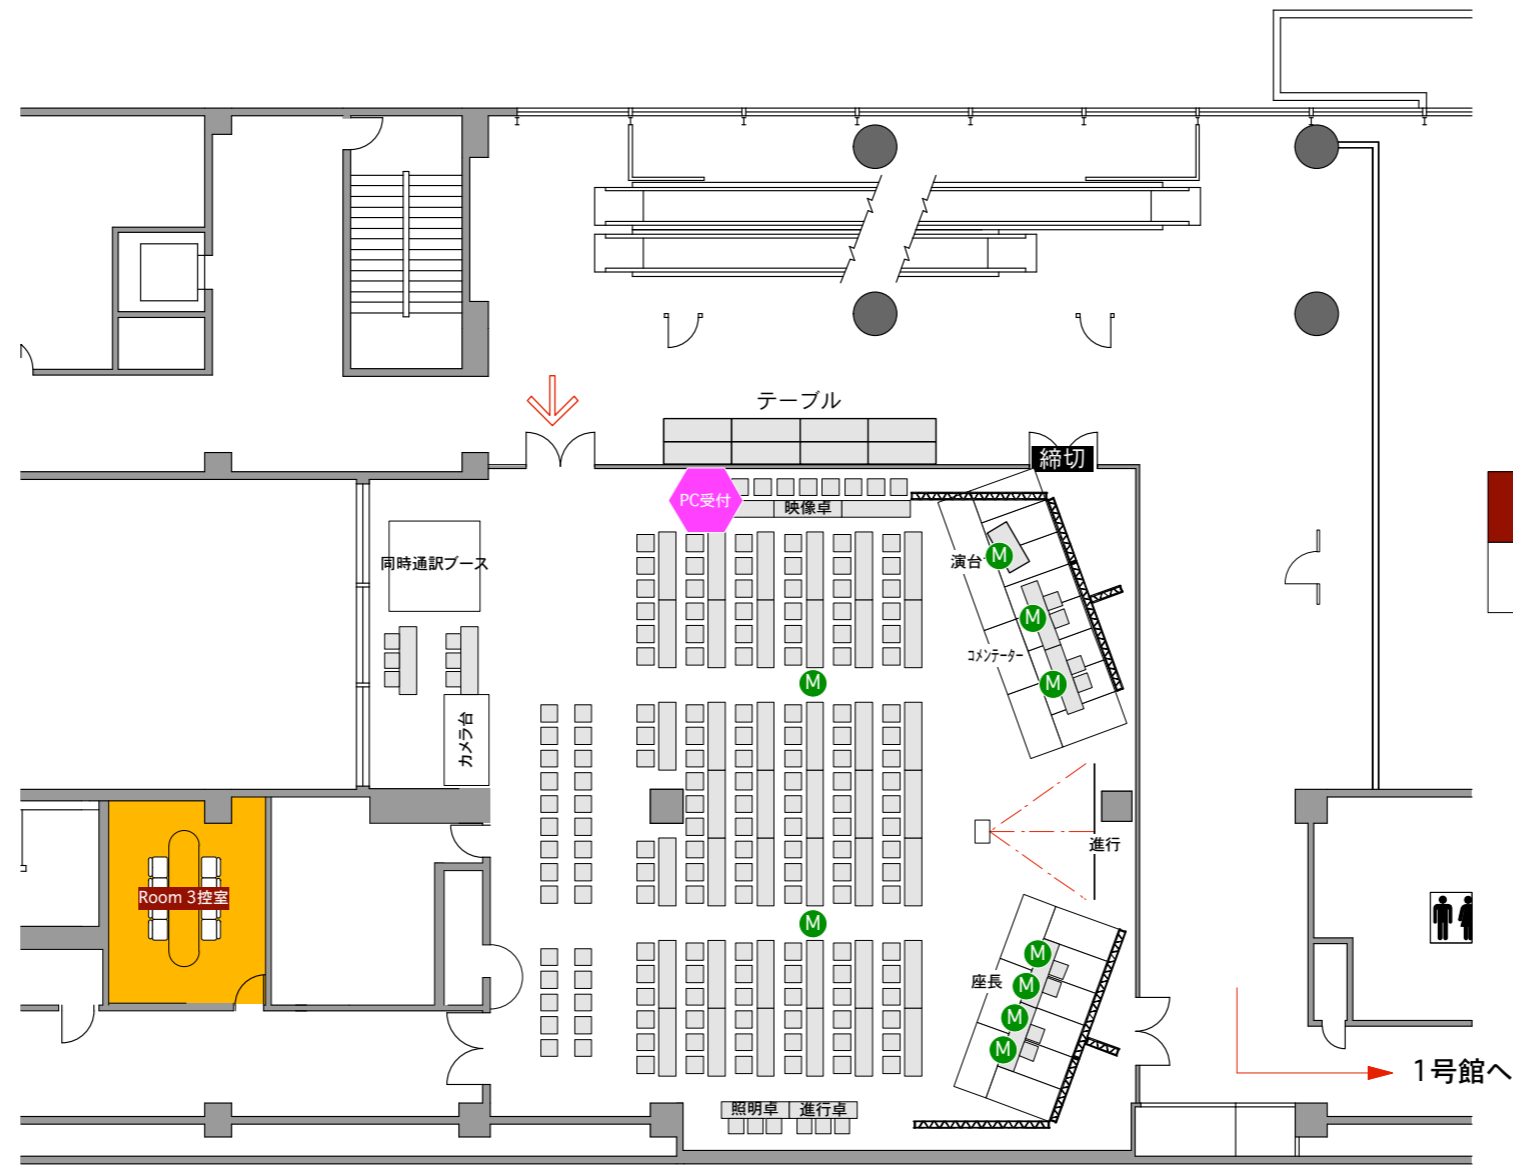 テーブル
締切
PC受付
映像卓
同時通訳ブース
演台
M
M
コメンテーター
M
M
カメラ台
進行
Room 3控室
M
M
座長
M
M
M
1号館へ
照明卓
進行卓